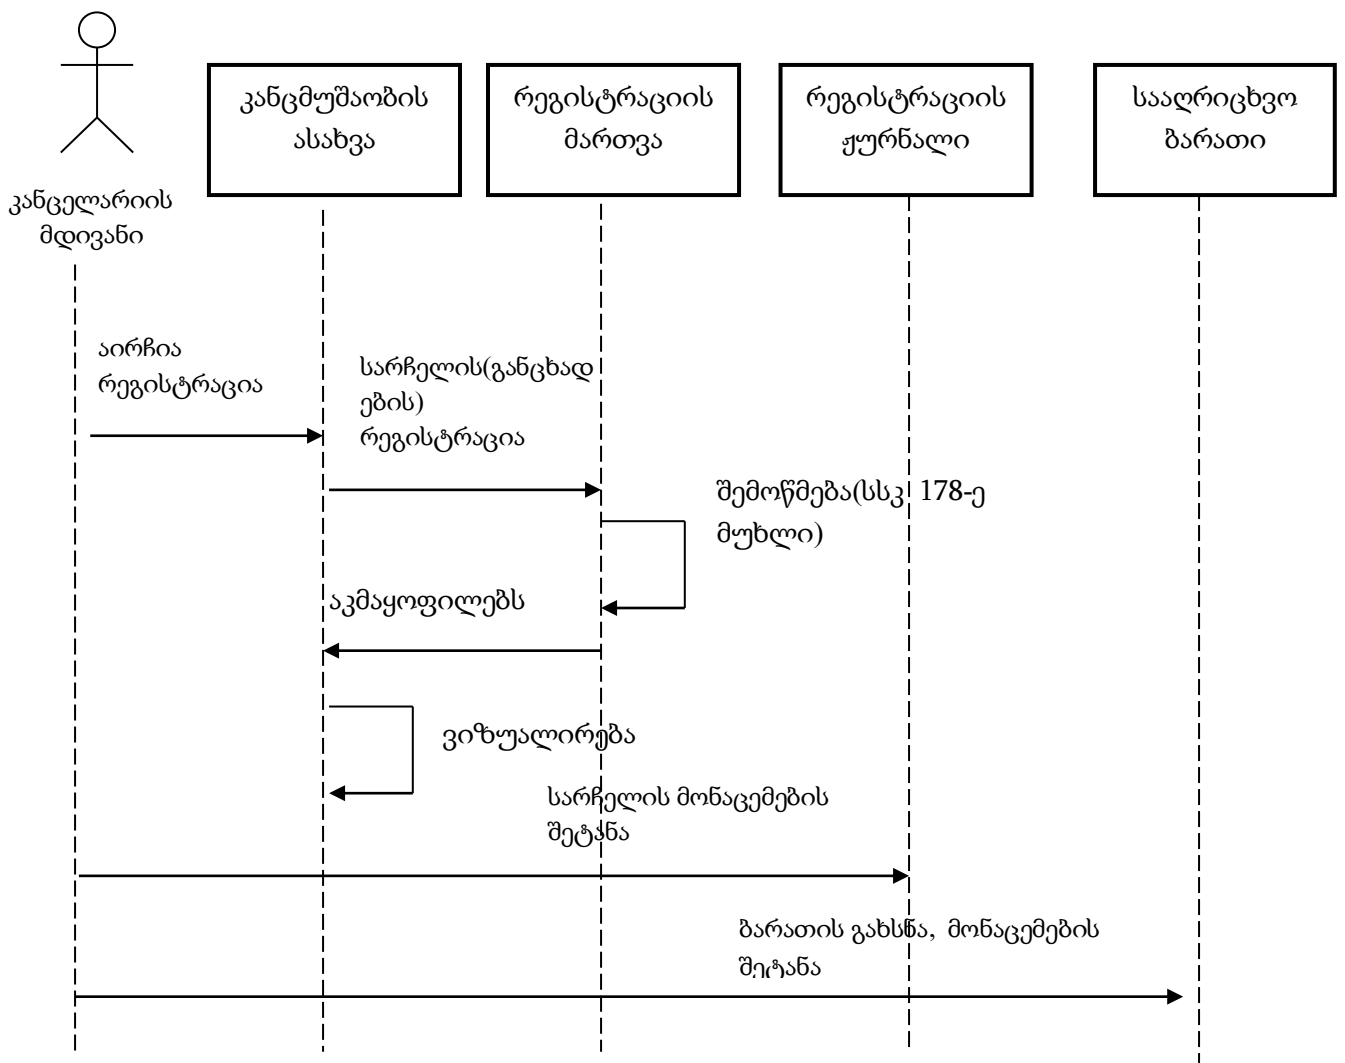 კანცმუშაობის
ასახვა
რეგისტრაციის
მართვა
რეგისტრაციის
ჟურნალი
სააღრიცხვო
ბარათი
კანცელარიის
მდივანი
აირჩია
რეგისტრაცია
სარჩელის(განცხად
ების)
რეგისტრაცია
შემოწმება(სსკ 178-ე
მუხლი)
აკმაყოფილებს
ვიზუალირება
სარჩელის მონაცემების
შეტანა
ბარათის გახსნა, მონაცემების
შეტანა